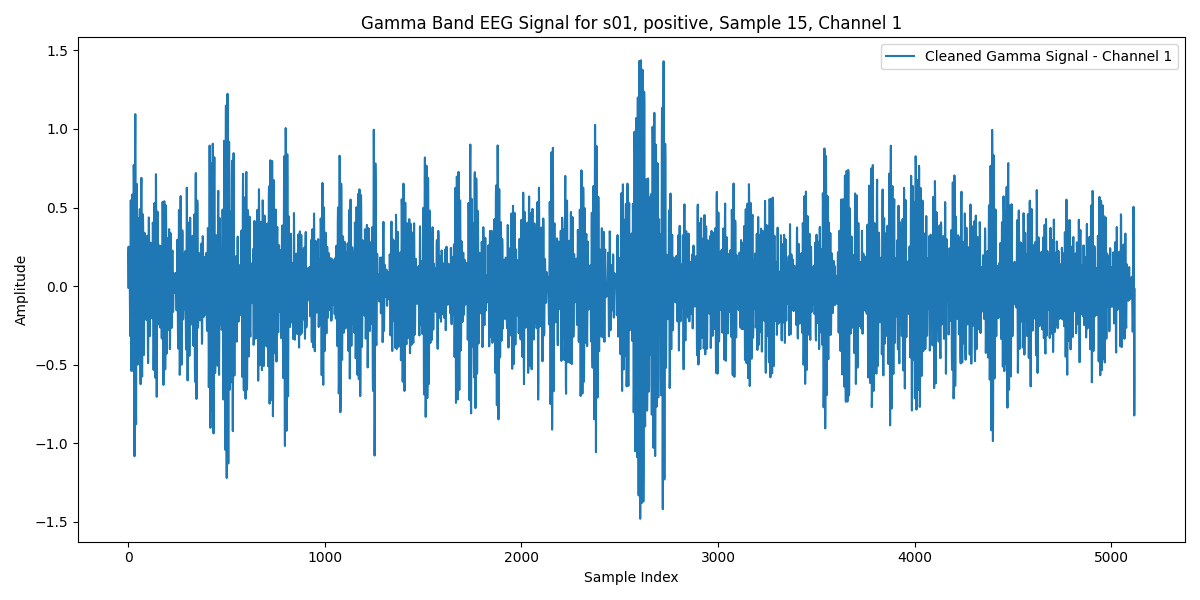 Gamma Band EEG Signal for s01, positive, Sample 15, Channel 1
Cleaned Gamma Signal - Channel 1
1.5
1.0
0.5
0.0
−0.5
−1.0
−1.5
Amplitude
0 1000 2000 3000 4000 5000
Sample Index